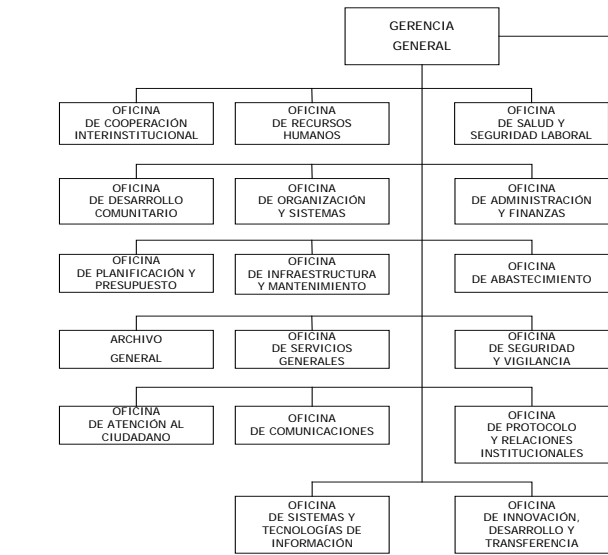 GERENCIA
GENERAL
OFICINA
DE COOPERACIÓN
INTERINSTITUCIONAL
OFICINA
DE RECURSOS
HUMANOS
OFICINA
DE SALUD Y
SEGURIDAD LABORAL
OFICINA
DE DESARROLLO
COMUNITARIO
OFICINA
DE ORGANIZACIÓN
Y SISTEMAS
OFICINA
DE ADMINISTRACIÓN
Y FINANZAS
OFICINA
DE PLANIFICACIÓN Y
PRESUPUESTO
OFICINA
DE INFRAESTRUCTURA
Y MANTENIMIENTO
OFICINA
DE ABASTECIMIENTO
ARCHIVO
GENERAL
OFICINA
DE SERVICIOS
GENERALES
OFICINA
DE SEGURIDAD
Y VIGILANCIA
OFICINA
DE ATENCIÓN AL
CIUDADANO
OFICINA
DE COMUNICACIONES
OFICINA
DE PROTOCOLO
Y RELACIONES
INSTITUCIONALES
OFICINA
DE SISTEMAS Y
TECNOLOGÍAS DE
INFORMACIÓN
OFICINA
DE INNOVACIÓN,
DESARROLLO Y
TRANSFERENCIA